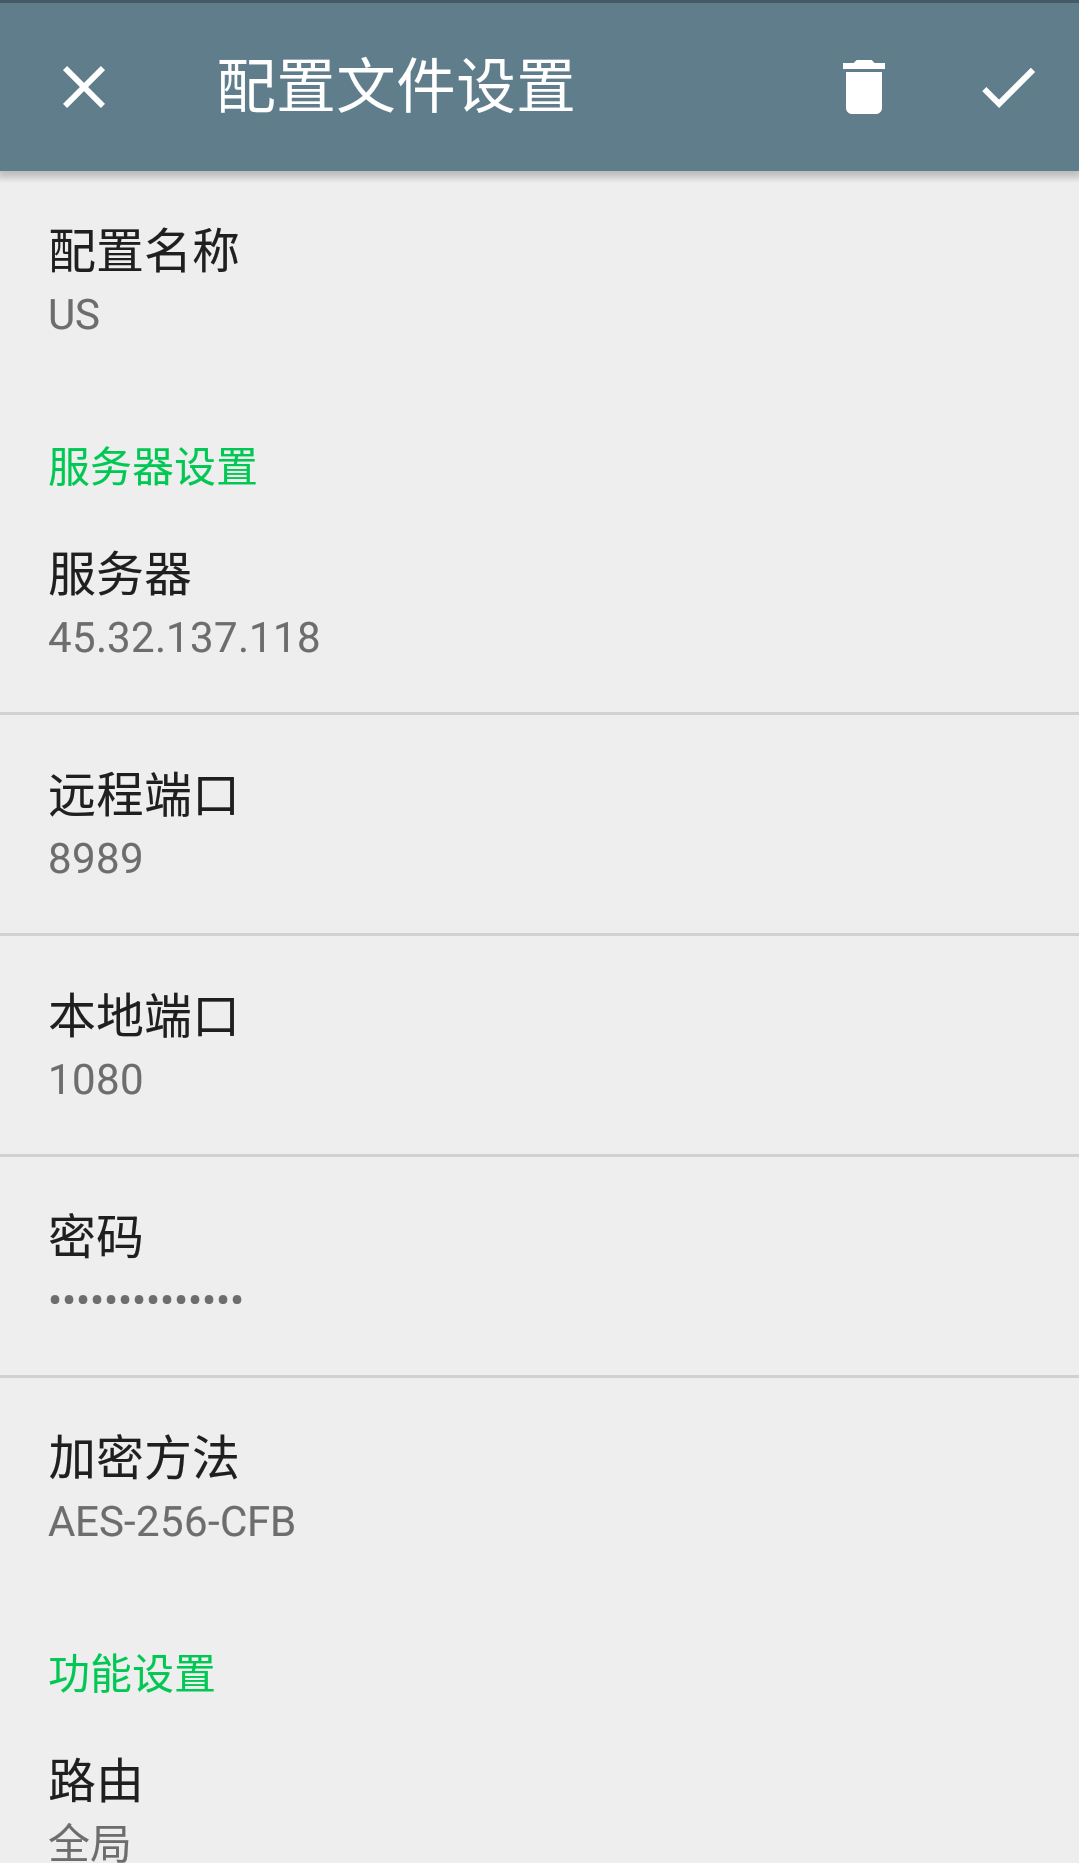 配置文件设置
配置名称
US
服务器设置
服务器
45.32.137.118
远程端口
8989
本地端口
1080
密码
••••••••••••••
加密方法
AES-256-CFB
功能设置
路由
全局